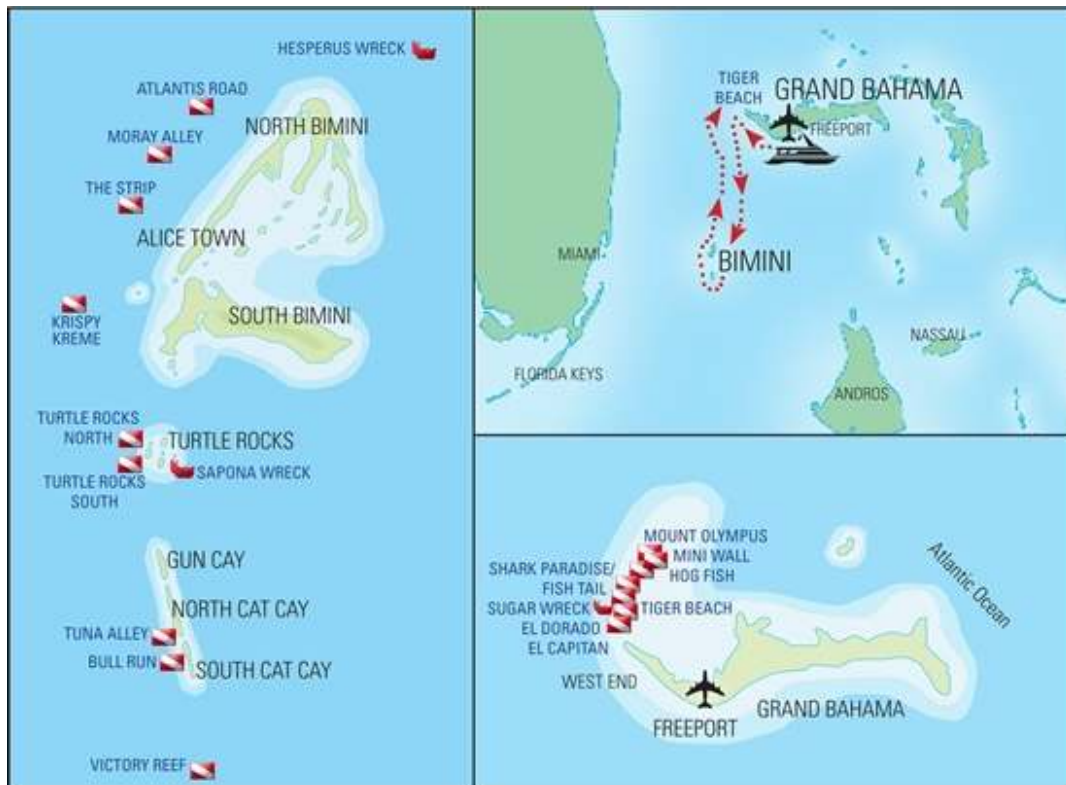 HESPERUS WRECK
ATLANTIS ROAD
NORTH BIMINI
MORAY ALLEY
THE STRIP
ALICE TOWN
SOUTH BIMINI
KRISPY
KREME
TURTLE ROCKS
NORTH
TURTLE ROCKS
SAPONA WRECK
TURTLE ROCKS
SOUTH
GUN CAY
NORTH CAT CAY
TUNA ALLEY
BULL RUN
SOUTH CAT CAY
VICTORY REEF
TIGER
BEACH
GRAND BAHAMA
FREEPORT
MIAMI
BIMINI
NASSAU
FLORIDA KEYS
ANDROS
MOUNT OLYMPUS
MINI WALL
HOG FISH
SHARK PARADISE/
FISH TAIL
SUGAR WRECK
TIGER BEACH
EL DORADO
EL CAPITAN
Atlantic Ocean
WEST END
FREEPORT
GRAND BAHAMA